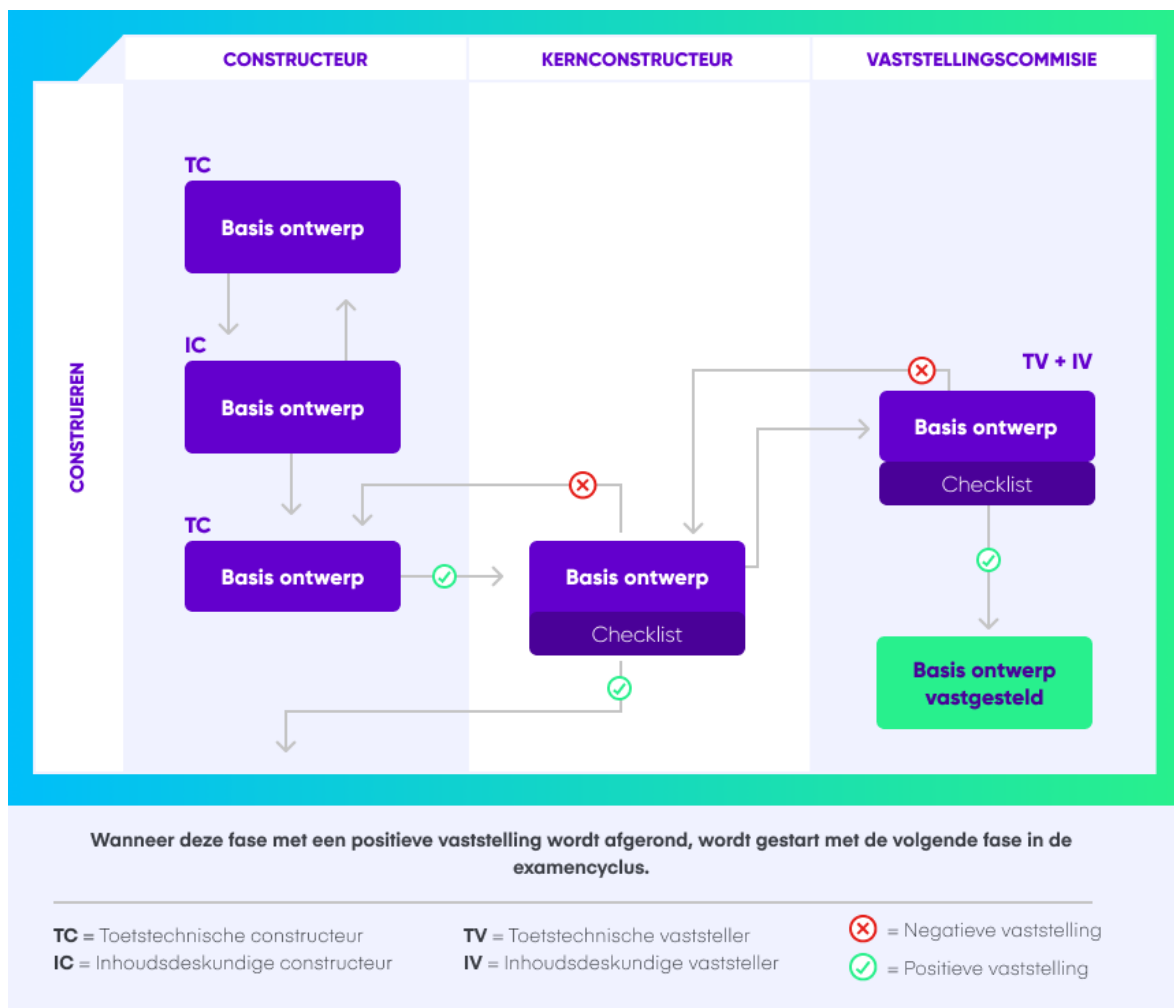 CONSTRUCTEUR
KERNCONSTRUCTEUR
VASTSTELLINGSCOMMISIE
CONSTRUEREN
TC
Basis ontwerp
IC
Basis ontwerp
TC
Basis ontwerp
Basis ontwerp
Checklist
TV + IV
Basis ontwerp
Checklist
Basis ontwerp
vastgesteld
Wanneer deze fase met een positieve vaststelling wordt afgerond, wordt gestart met de volgende fase in de
examencyclus.
TC = Toetstechnische constructeur
IC = Inhoudsdeskundige constructeur
TV = Toetstechnische vaststeller
IV = Inhoudsdeskundige vaststeller
= Negatieve vaststelling
= Positieve vaststelling